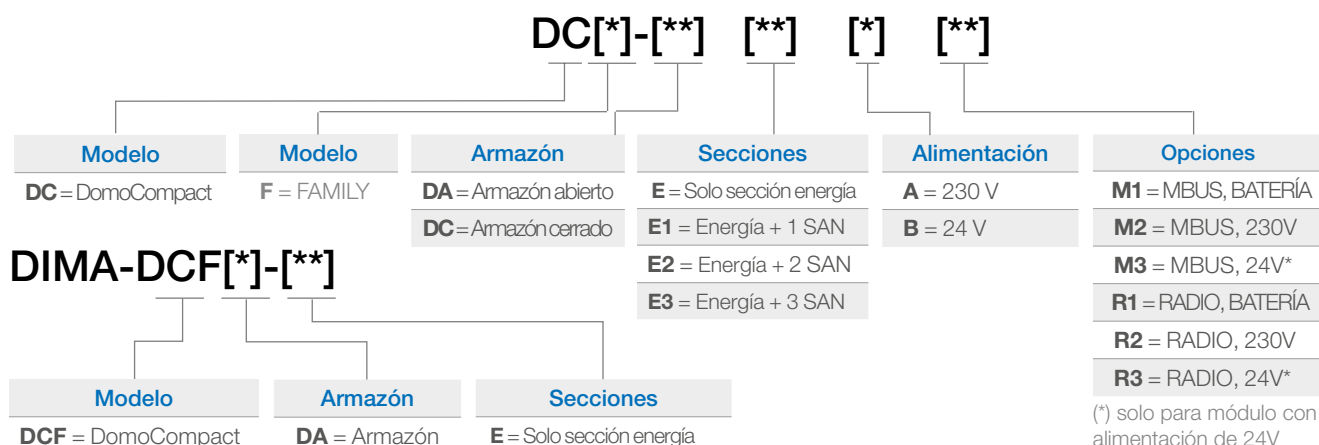 DC[*]-[**] [**] [*] [**]
Modelo
DC = DomoCompact
Modelo
F = FAMILY
Armazón
DA = Armazón abierto
DC = Armazón cerrado
Secciones
E = Solo sección energía
E1 = Energía + 1 SAN
E2 = Energía + 2 SAN
E3 = Energía + 3 SAN
Alimentación
A = 230 V
B = 24 V
Opciones
M1 = MBUS, BATERÍA
M2 = MBUS, 230V
M3 = MBUS, 24V*
R1 = RADIO, BATERÍA
R2 = RADIO, 230V
R3 = RADIO, 24V*
(*) solo para módulo con
alimentación de 24V
DIMA-DCF[*]-[**]
Modelo
DCF = DomoCompact
Armazón
DA = Armazón
Secciones
E = Solo sección energía